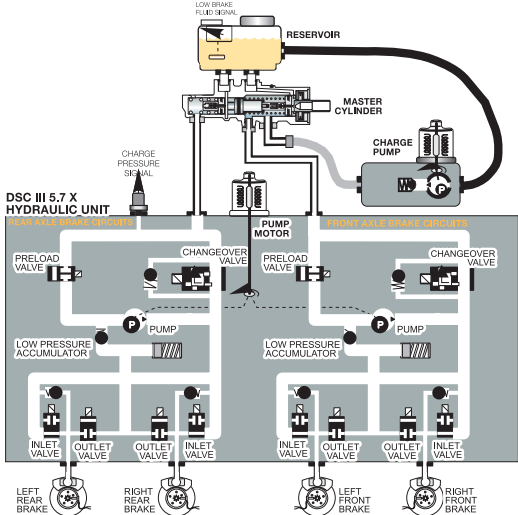 LOW BRAKE
FLUID SIGNAL
RESERVOIR
MASTER
CYLINDER
CHARGE
PUMP
P
CHARGE
PRESSURE
SIGNAL
DSC III 5.7 X
HYDRAULIC UNIT
REAR AXLE BRAKE CIRCUITS
PUMP
MOTOR
FRONT AXLE BRAKE CIRCUITS
PRELOAD
VALVE
CHANGEOVER
VALVE
PRELOAD
VALVE
CHANGEOVER
VALVE
P
PUMP
P
PUMP
LOW PRESSURE
ACCUMULATOR
LOW PRESSURE
ACCUMULATOR
INLET
VALVE
OUTLET
VALVE
OUTLET
VALVE
INLET
VALVE
INLET
VALVE
OUTLET
VALVE
OUTLET
VALVE
INLET
VALVE
LEFT
REAR
BRAKE
RIGHT
REAR
BRAKE
LEFT
FRONT
BRAKE
RIGHT
FRONT
BRAKE